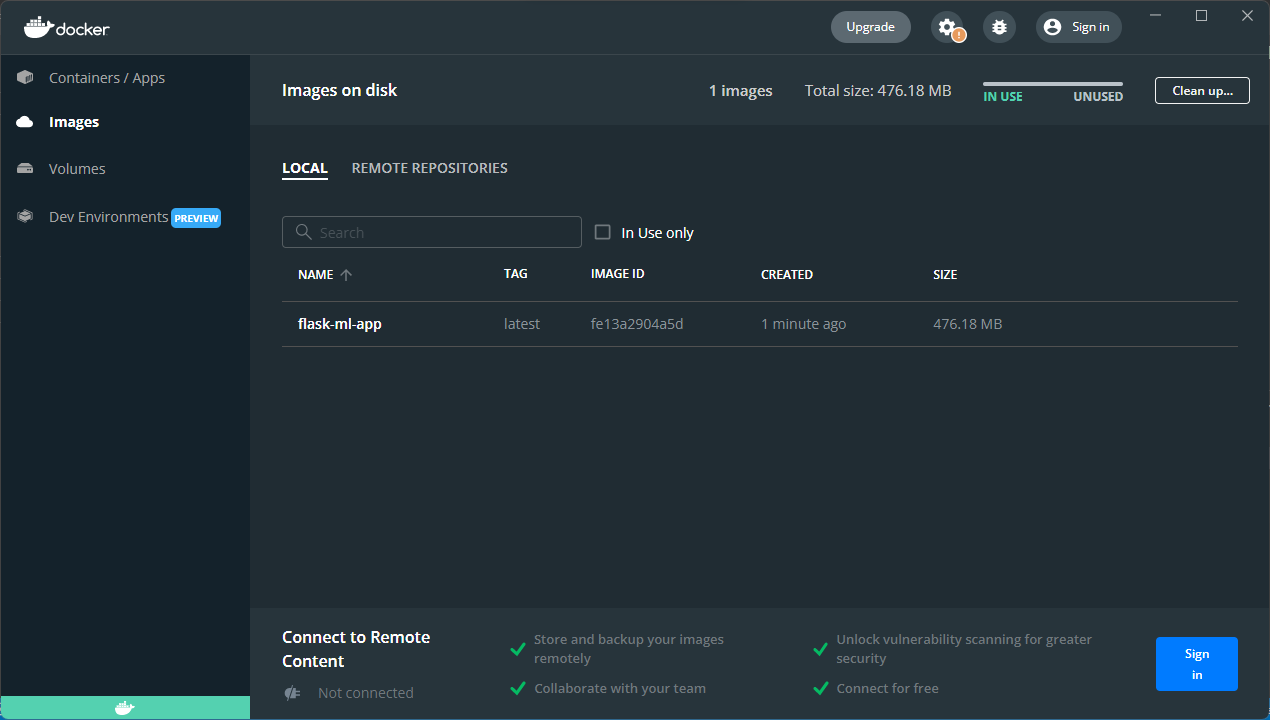 docker
Upgrade
!
Sign in
Containers / Apps
Images
Volumes
Dev Environments PREVIEW
Images on disk
1 images
Total size: 476.18 MB
IN USE
UNUSED
Clean up...
LOCAL
REMOTE REPOSITORIES
Search
In Use only
NAME TAG IMAGE ID CREATED SIZE
flask-ml-app latest fe13a2904a5d 1 minute ago 476.18 MB
Connect to Remote
Content
Not connected
Store and backup your images
remotely
Collaborate with your team
Unlock vulnerability scanning for greater
security
Connect for free
Sign
in